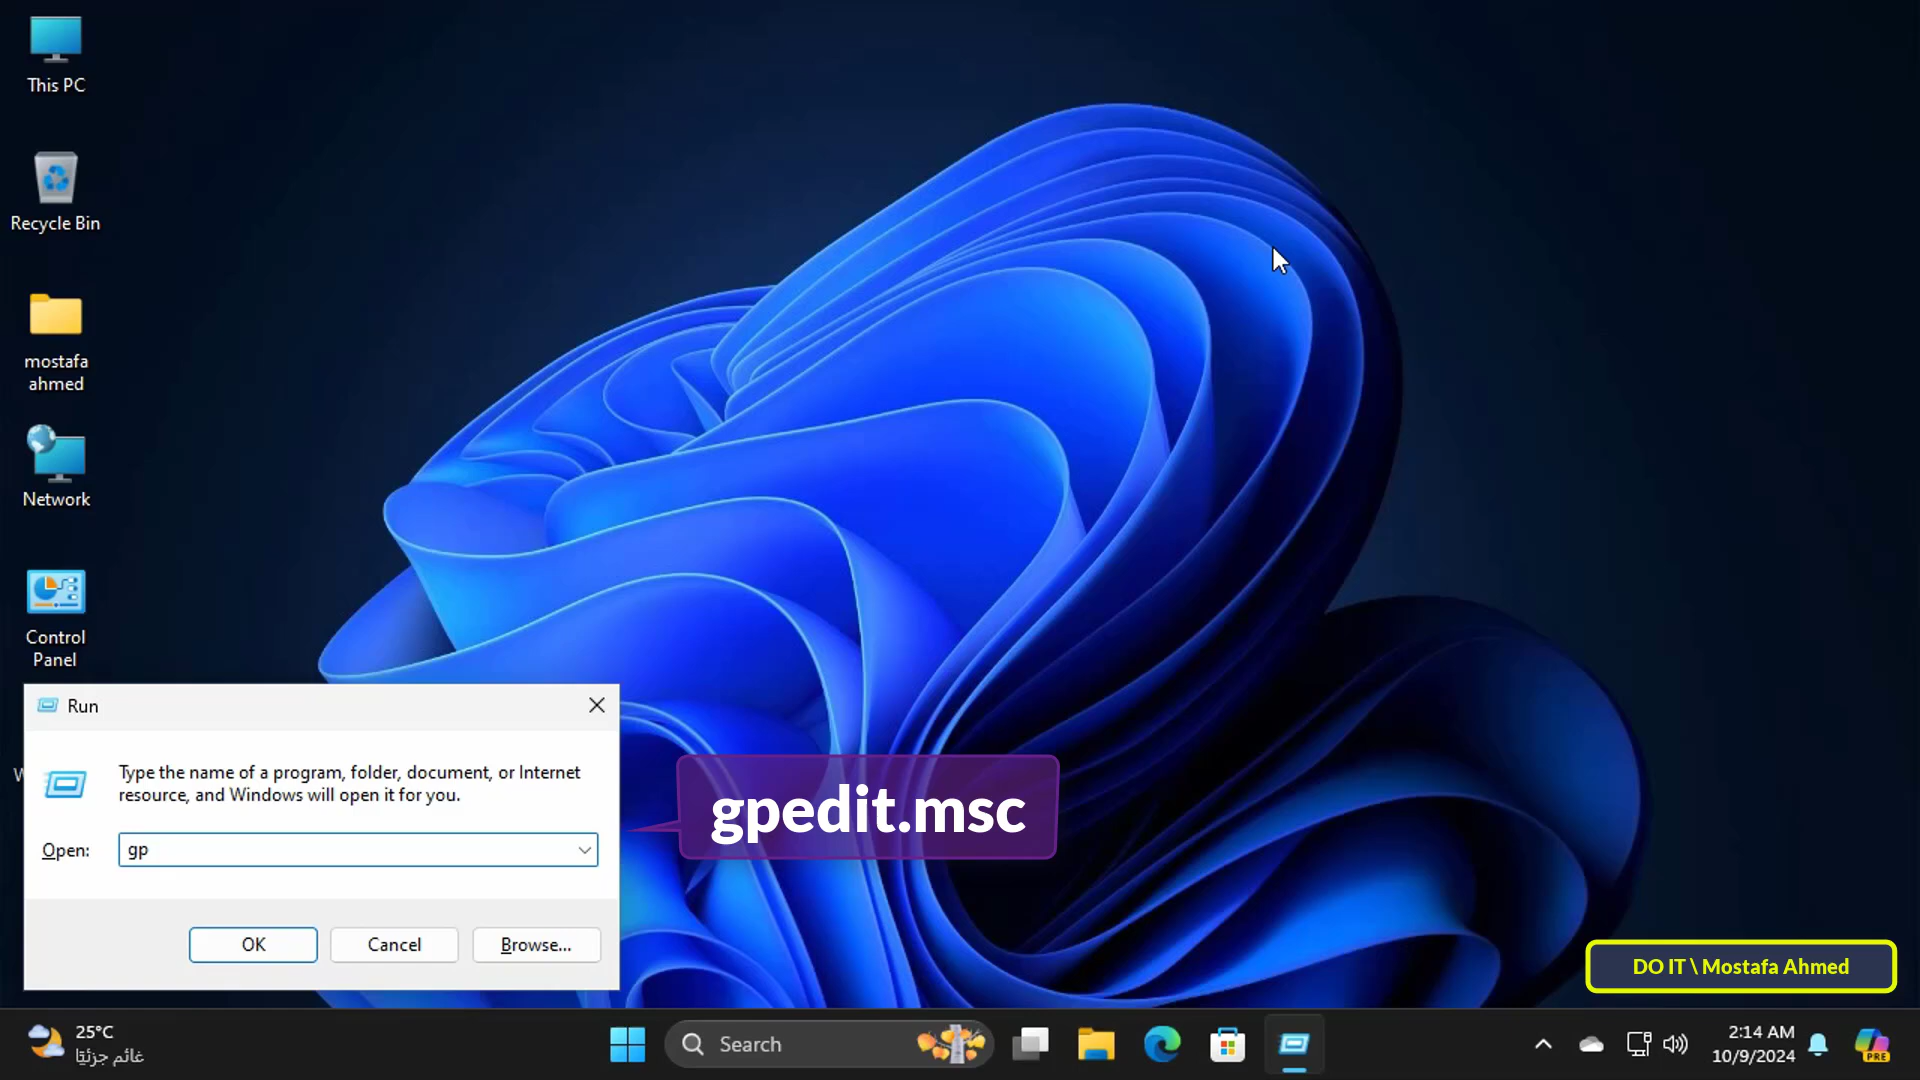 This PC
Recycle Bin
mostafa
ahmed
Network
Control
Panel
Run
Type the name of a program, folder, document, or Internet
resource, and Windows will open it for you.
Open:
gp
OK
Cancel
Browse...
gpedit.msc
DO IT \ Mostafa Ahmed
25°C
غائم جزئيًا
Search
2:14 AM
10/9/2024
PRE